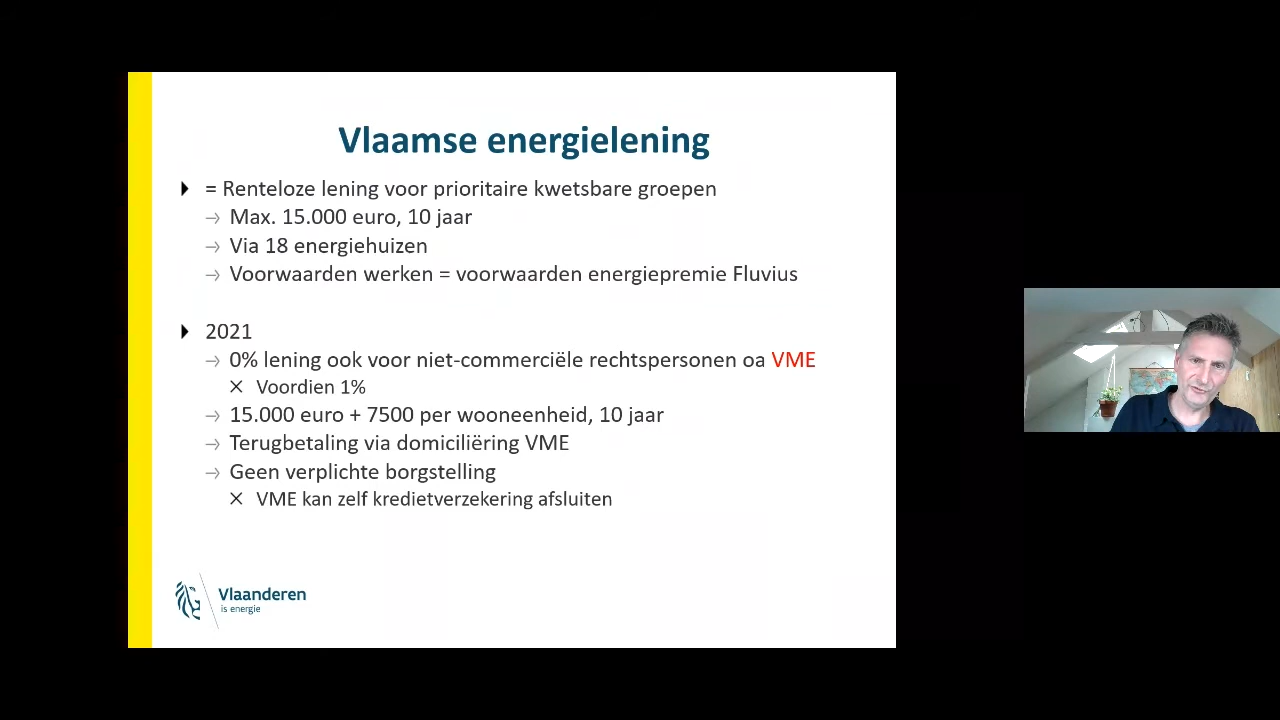 Vlaamse energielening
= Renteloze lening voor prioritaire kwetsbare groepen
→ Max. 15.000 euro, 10 jaar
→ Via 18 energiehuizen
→ Voorwaarden werken = voorwaarden energiepremie Fluvius
2021
→ 0% lening ook voor niet-commerciële rechtspersonen oa VME
× Voordien 1%
→ 15.000 euro + 7500 per wooneenheid, 10 jaar
→ Terugbetaling via domiciliëring VME
→ Geen verplichte borgstelling
× VME kan zelf kredietverzekering afsluiten
Vlaanderen
is energie